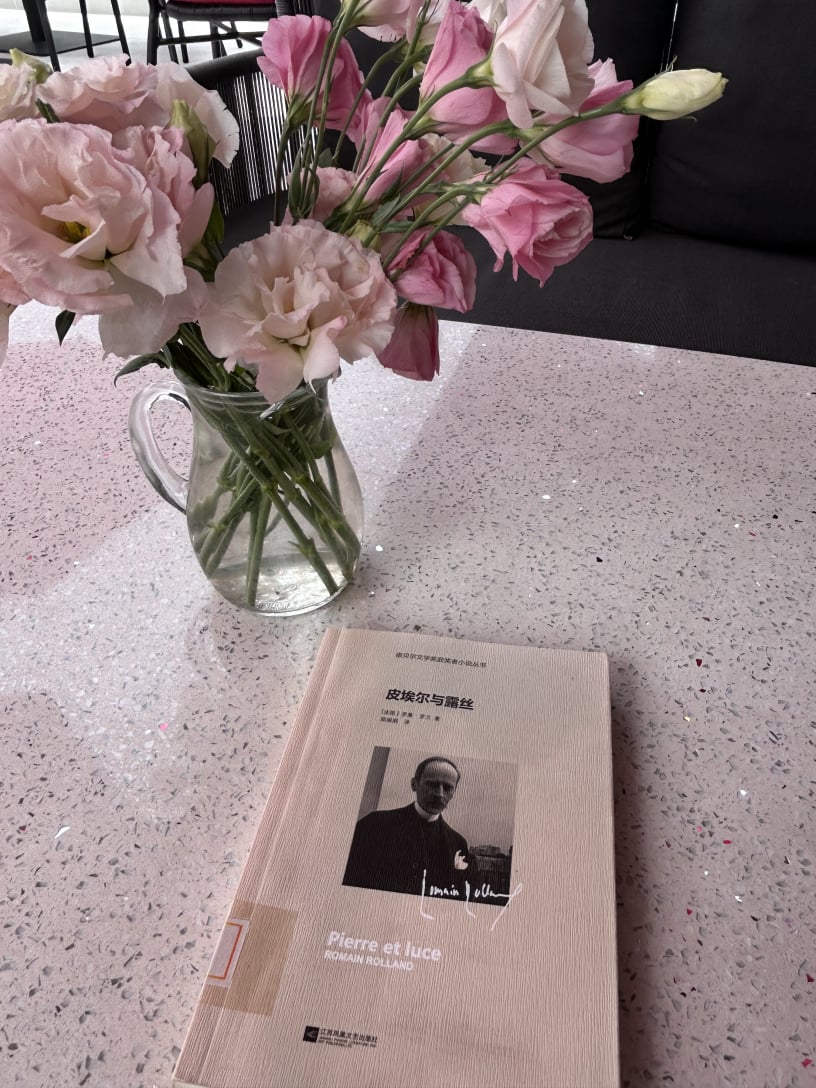 诺贝尔文学奖获奖者小说丛书
皮埃尔与露丝
〔法国〕罗曼·罗兰 著
译
Romain Rolland
Pierre et luce
ROMAIN ROLLAND
江苏凤凰文艺出版社